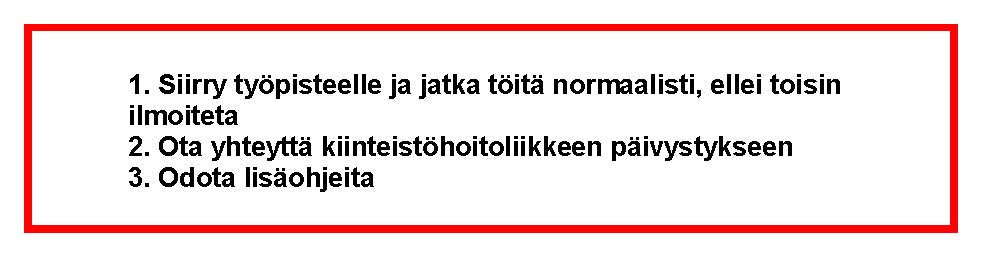 1. Siirry työpisteelle ja jatka töitä normaalisti, ellei toisin
ilmoiteta
2. Ota yhteyttä kiinteistöhoitoliikkeen päivystykseen
3. Odota lisäohjeita